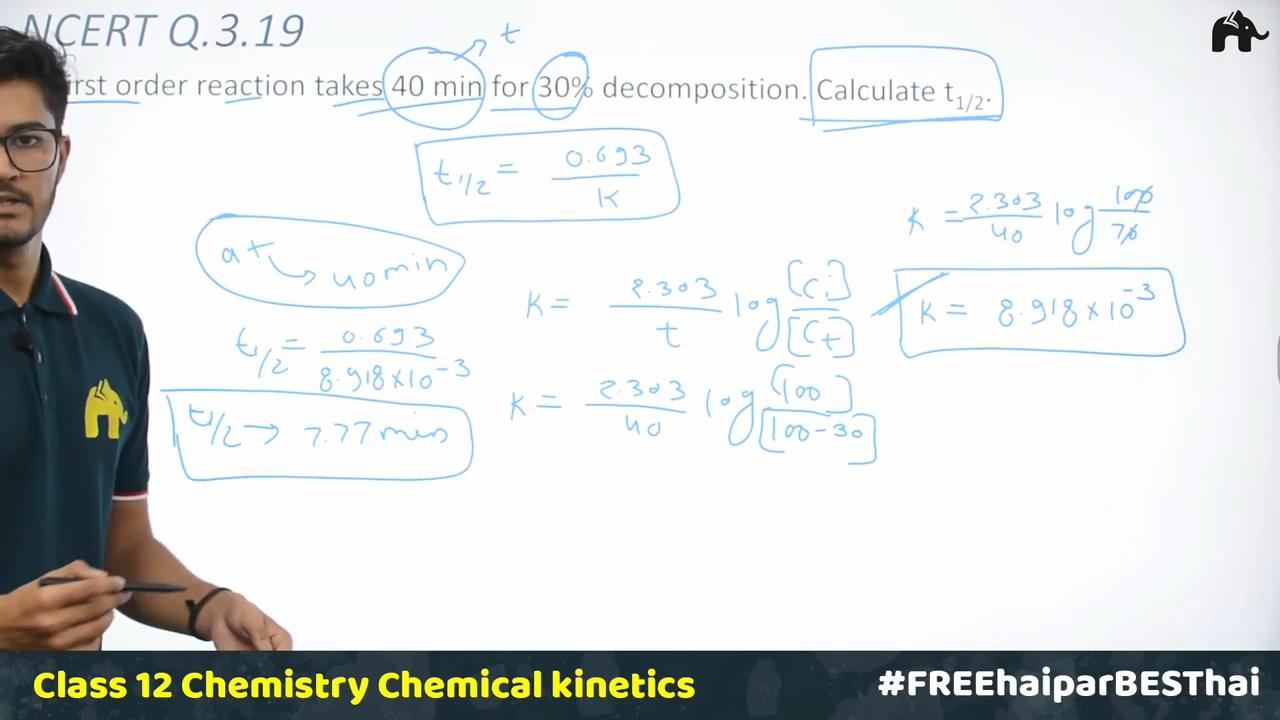 NCERT Q.3.19
irst order reaction takes 40 min for 30% decomposition. Calculate t1/2.
t
t1/2 = 0.693 / K
at → 40 min
t1/2 = 0.693 / 8.918 × 10^-3
t1/2 → 7.77 min
K = 2.303 / t log [Ci] / [Ct]
K = 2.303 / 40 log [100] / [100 - 30]
K = 2.303 / 40 log 100 / 70
K = 8.918 × 10^-3
Class 12 Chemistry Chemical kinetics
#FREEhaiparBESThai